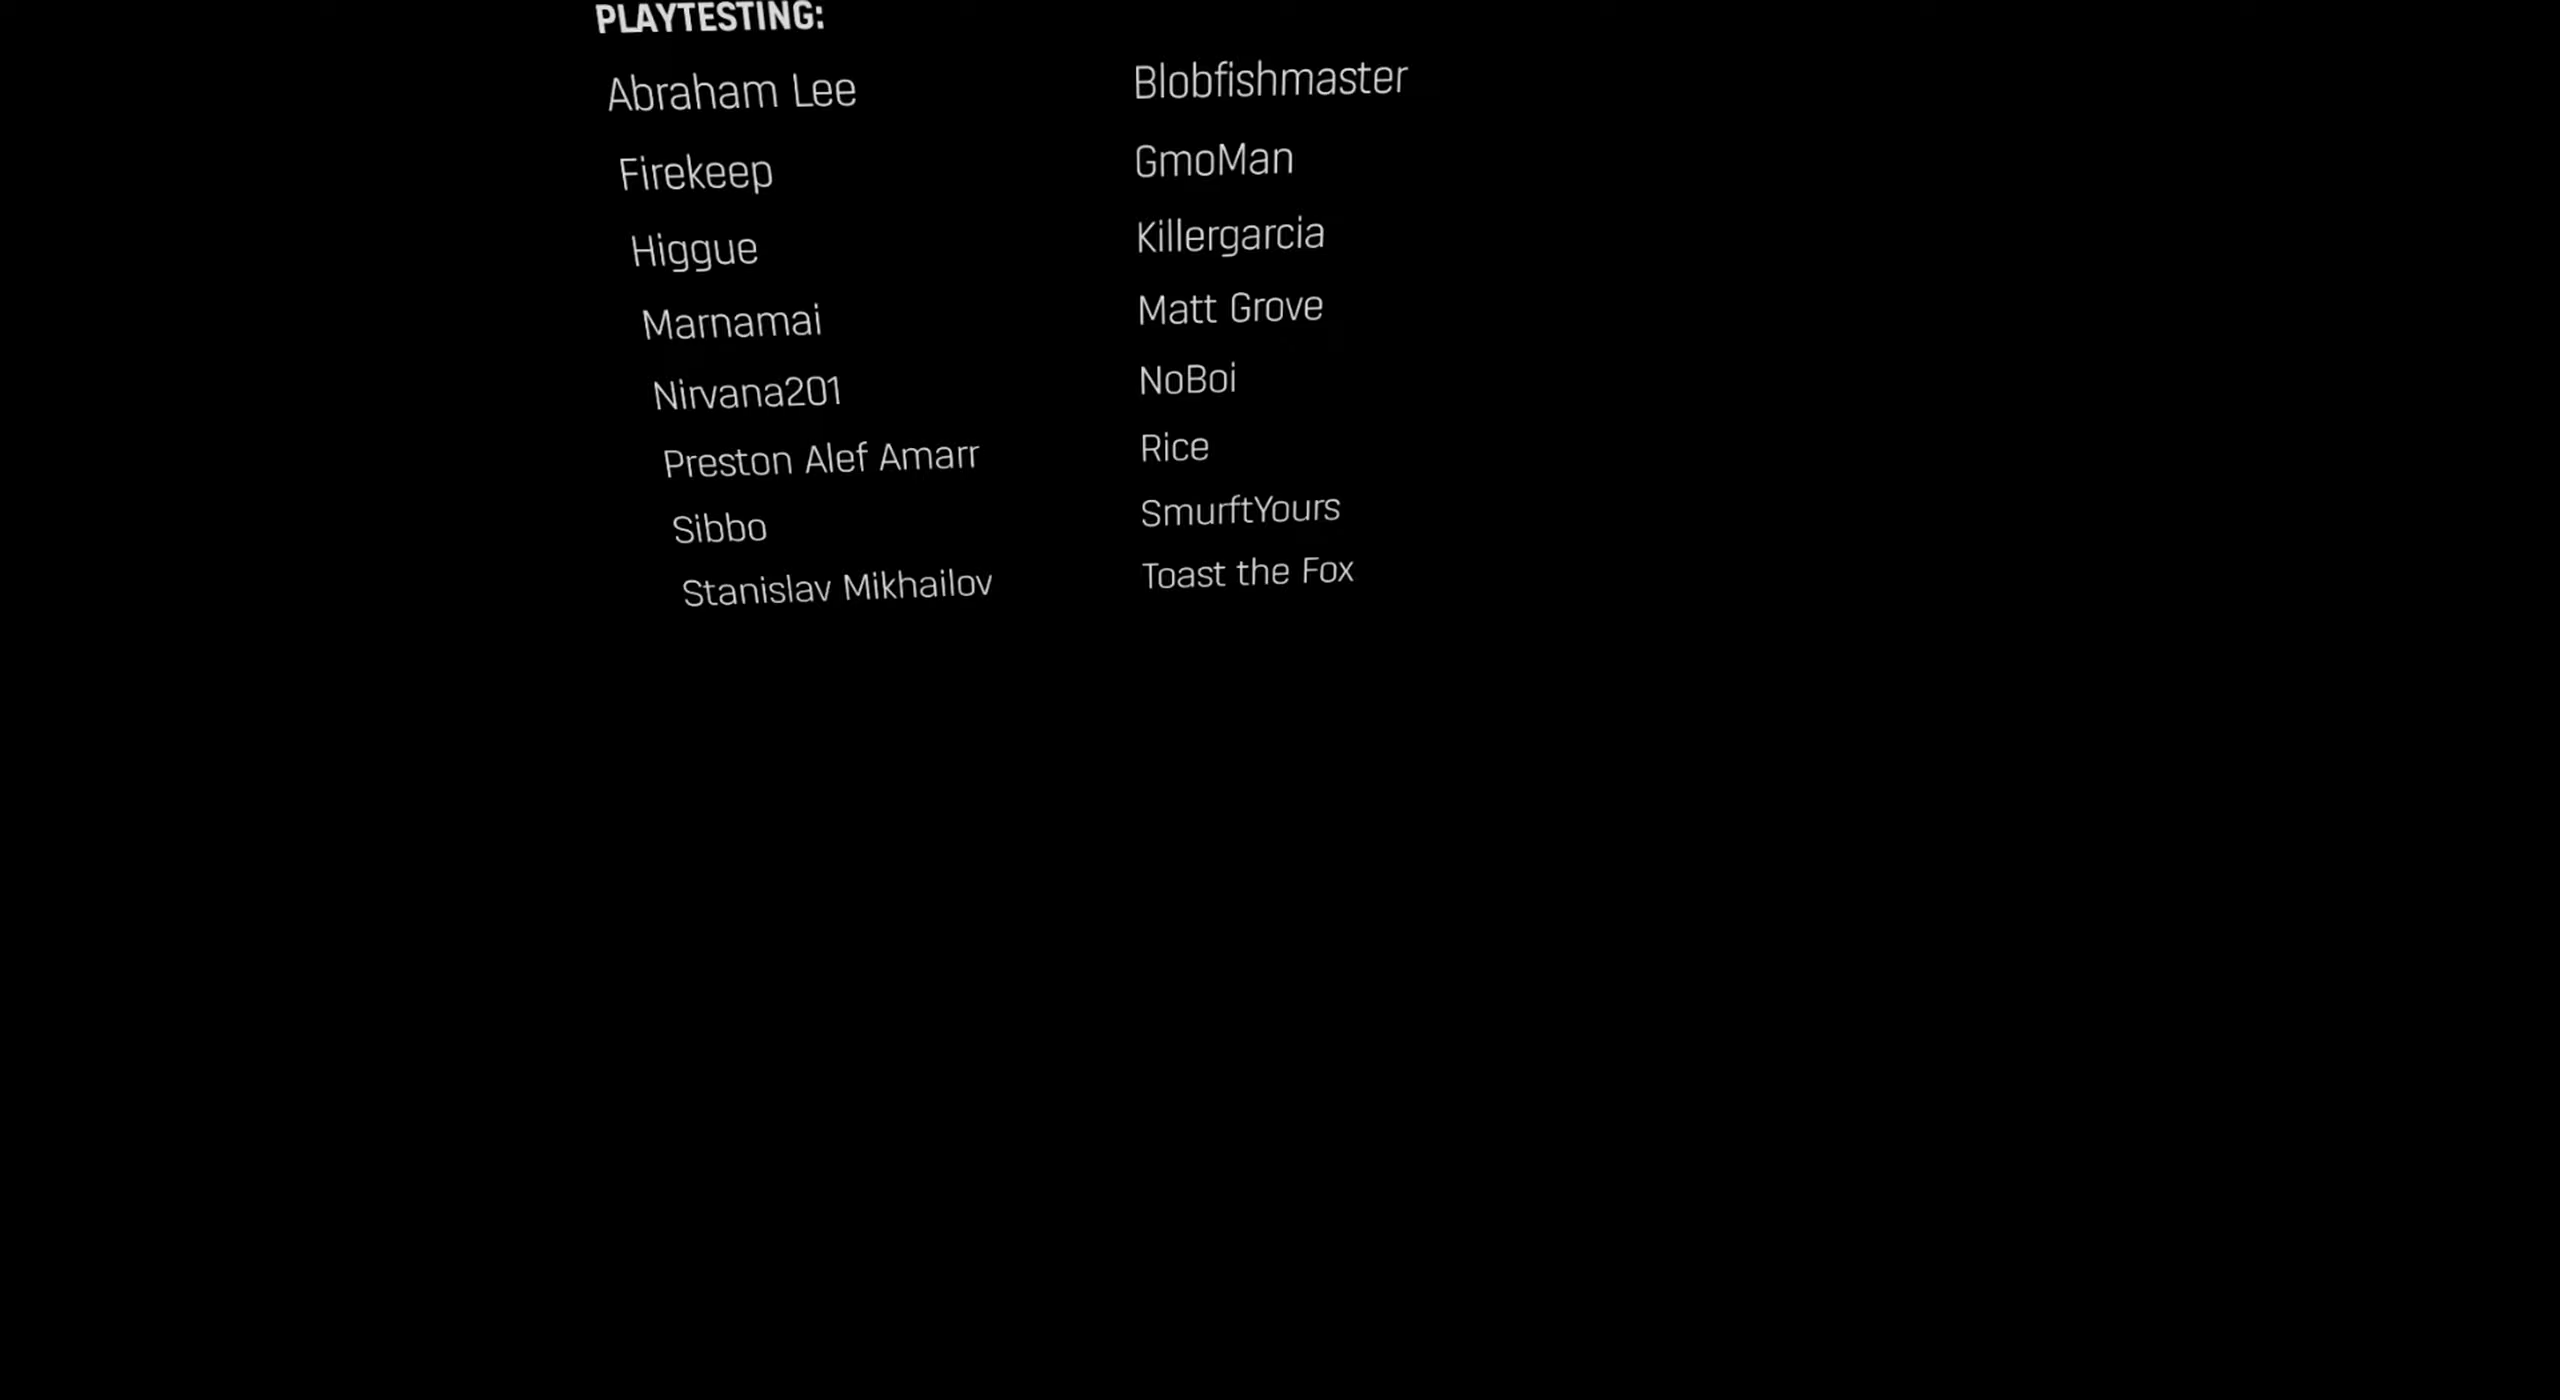 PLAYTESTING:
Abraham Lee
Blobfishmaster
Firekeep
GmoMan
Higgue
Killergarcia
Marnamai
Matt Grove
Nirvana201
NoBoi
Preston Alef Amarr
Rice
Sibbo
SmurftYours
Stanislav Mikhailov
Toast the Fox